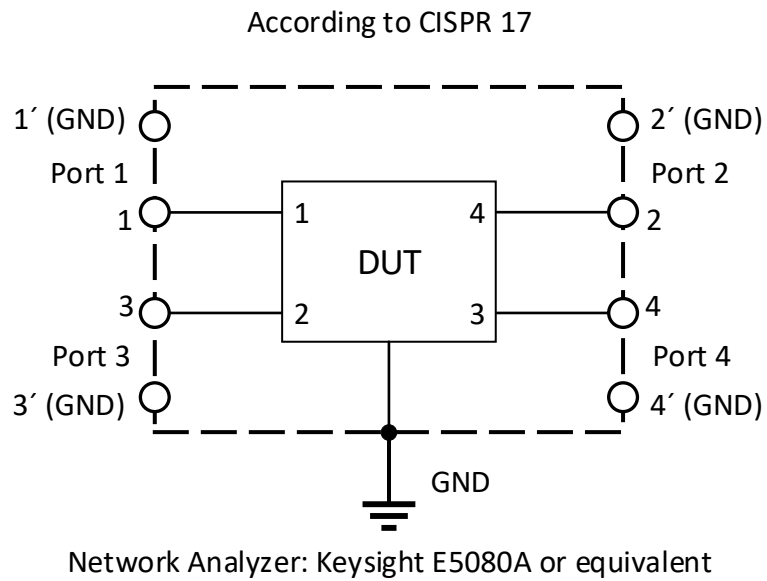 According to CISPR 17
1´ (GND)
2´ (GND)
Port 1
Port 2
1
1
4
2
DUT
3
2
3
4
Port 3
Port 4
3´ (GND)
4´ (GND)
GND
Network Analyzer: Keysight E5080A or equivalent